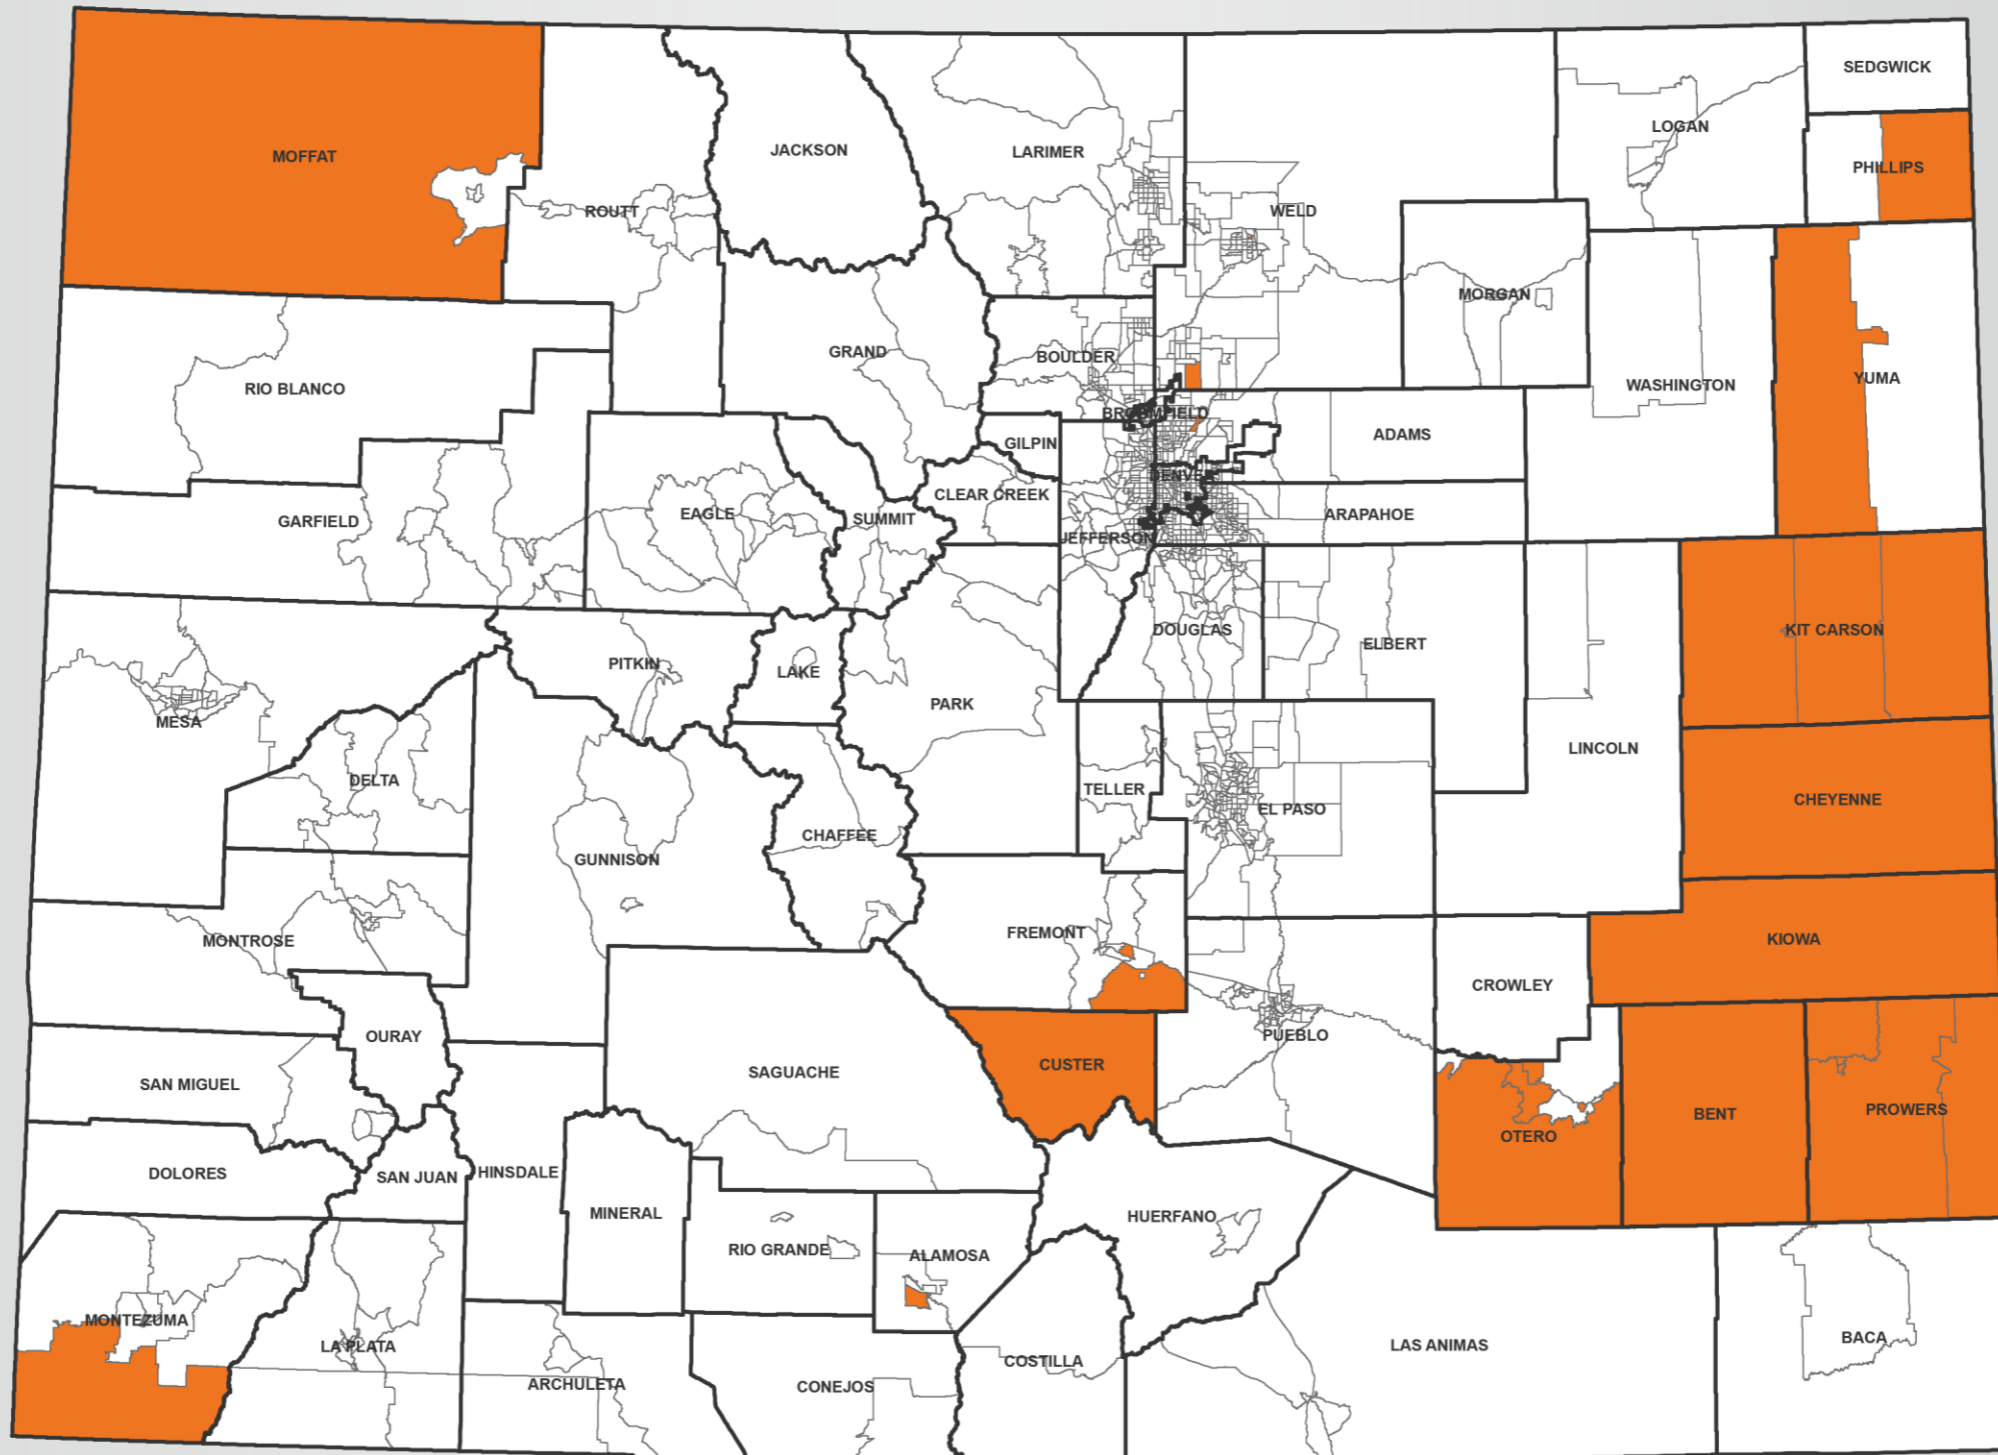 SEDGWICK
LOGAN
JACKSON
LARIMER
MOFFAT
PHILLIPS
ROUTT
WELD
MORGAN
GRAND
BOULDER
YUMA
WASHINGTON
RIO BLANCO
BROOMFIELD
ADAMS
GILPIN
DENVER
CLEAR CREEK
EAGLE
ARAPAHOE
SUMMIT
GARFIELD
JEFFERSON
DOUGLAS
KIT CARSON
ELBERT
PITKIN
LAKE
PARK
MESA
LINCOLN
DELTA
TELLER
CHEYENNE
EL PASO
CHAFFEE
GUNNISON
FREMONT
KIOWA
MONTROSE
CROWLEY
PUEBLO
OURAY
CUSTER
SAGUACHE
SAN MIGUEL
PROWERS
BENT
OTERO
DOLORES
HINSDALE
SAN JUAN
MINERAL
HUERFANO
RIO GRANDE
ALAMOSA
MONTEZUMA
BACA
LAS ANIMAS
LA PLATA
COSTILLA
ARCHULETA
CONEJOS